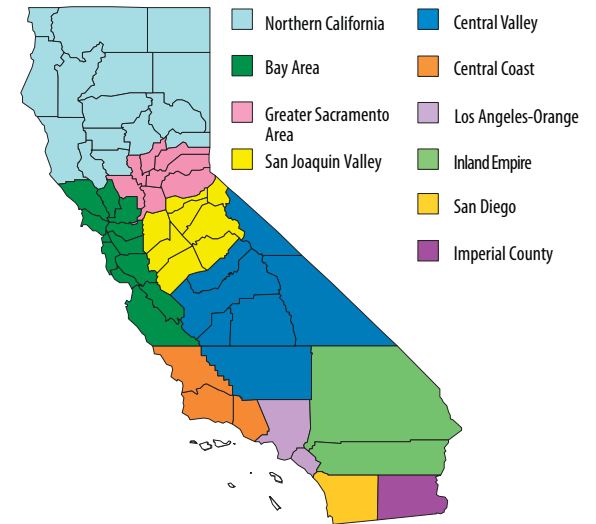 Northern California
Bay Area
Greater Sacramento
Area
San Joaquin Valley
Central Valley
Central Coast
Los Angeles-Orange
Inland Empire
San Diego
Imperial County